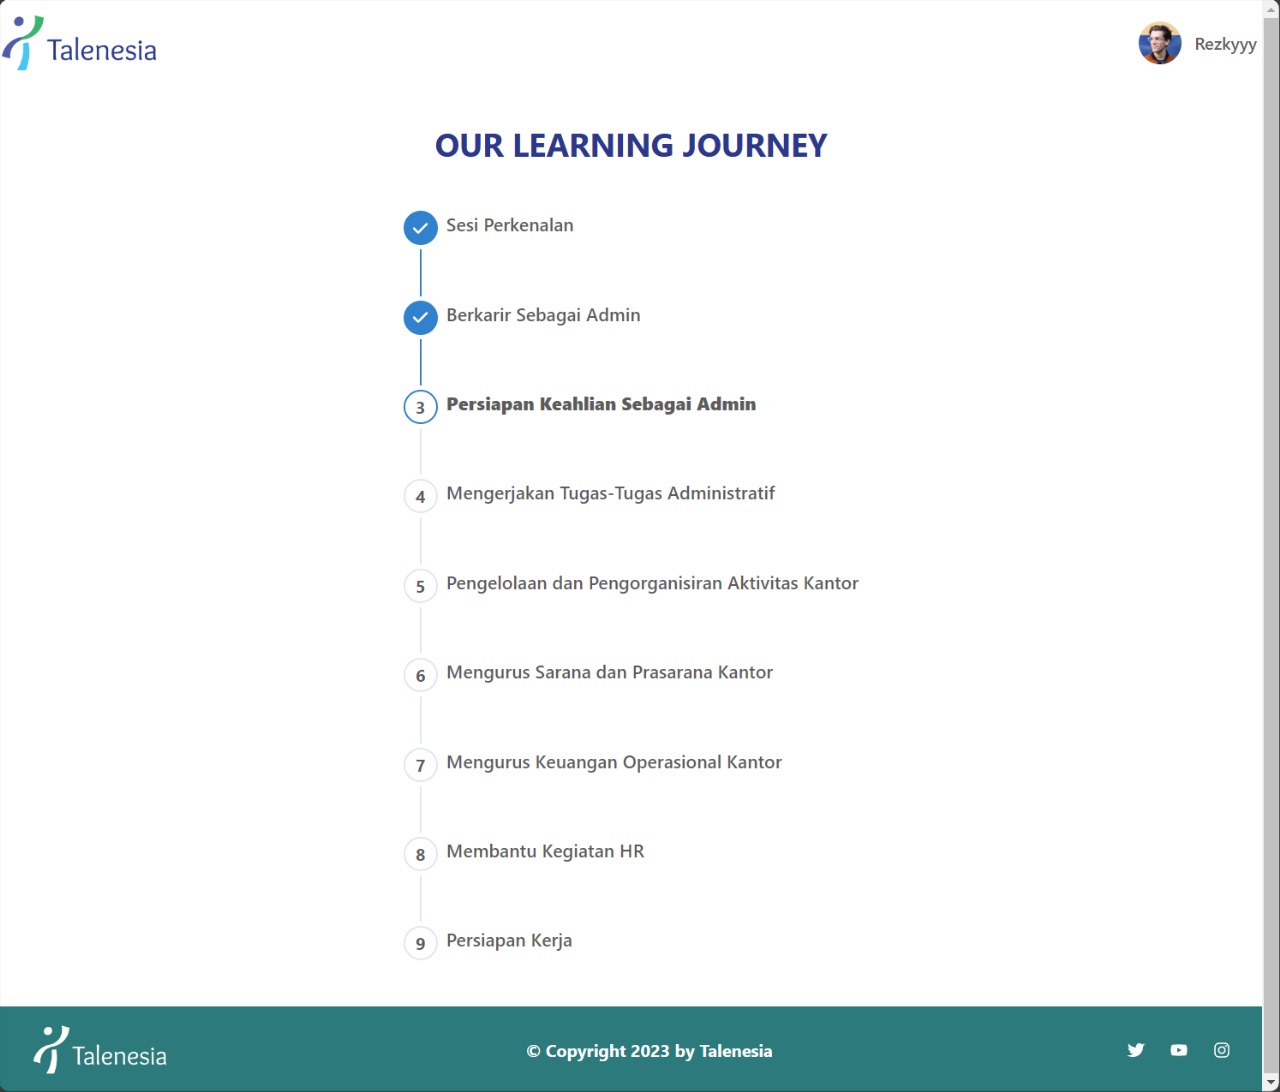 Talenesia
Rezkyyy
OUR LEARNING JOURNEY
Sesi Perkenalan
Berkarir Sebagai Admin
3 Persiapan Keahlian Sebagai Admin
4 Mengerjakan Tugas-Tugas Administratif
5 Pengelolaan dan Pengorganisiran Aktivitas Kantor
6 Mengurus Sarana dan Prasarana Kantor
7 Mengurus Keuangan Operasional Kantor
8 Membantu Kegiatan HR
9 Persiapan Kerja
Talenesia
© Copyright 2023 by Talenesia